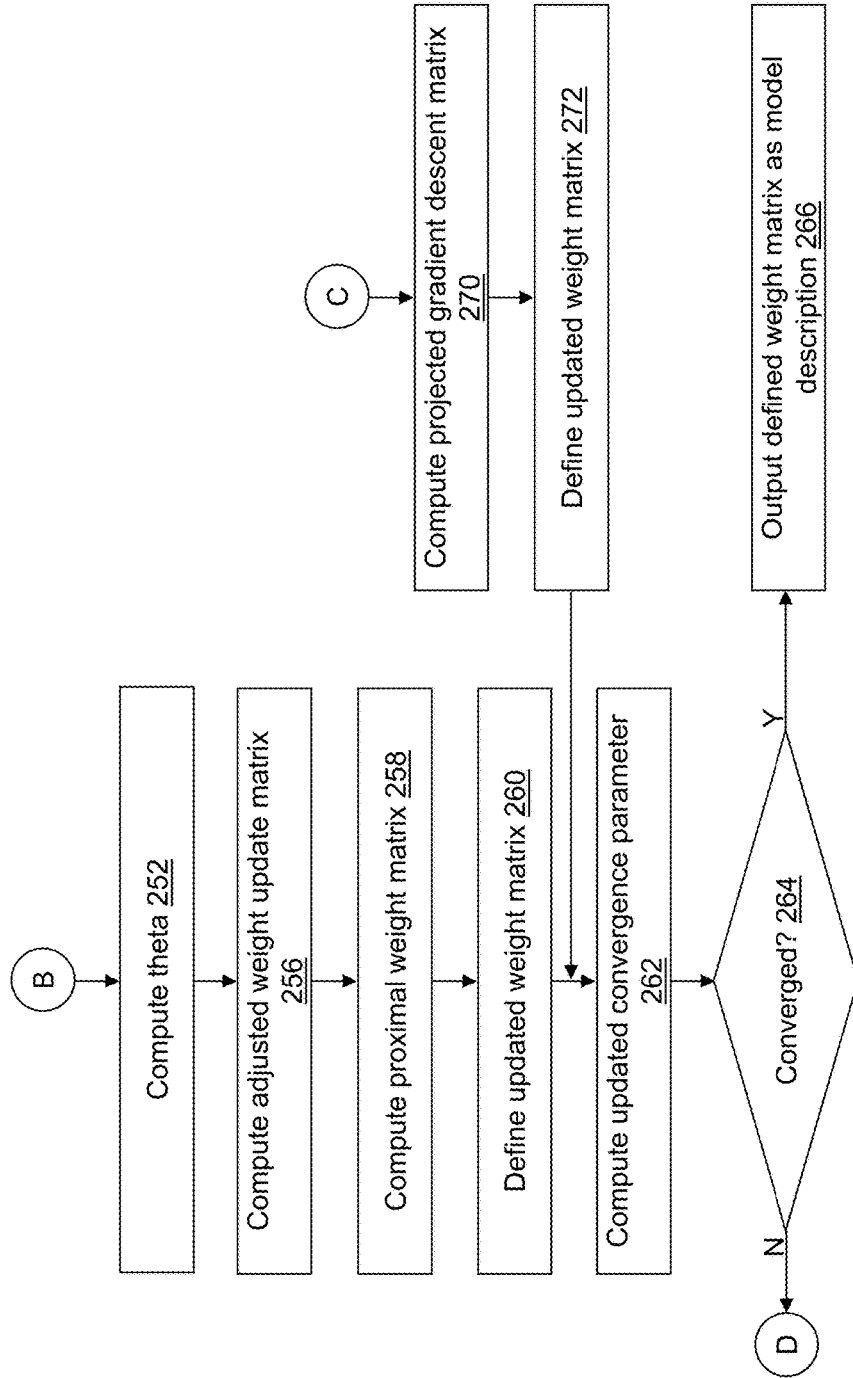 B
Compute theta 252
Compute adjusted weight update matrix
256
Compute proximal weight matrix 258
Define updated weight matrix 260
Compute updated convergence parameter
262
Converged? 264
N
D
Y
C
Compute projected gradient descent matrix
270
Define updated weight matrix 272
Output defined weight matrix as model
description 266